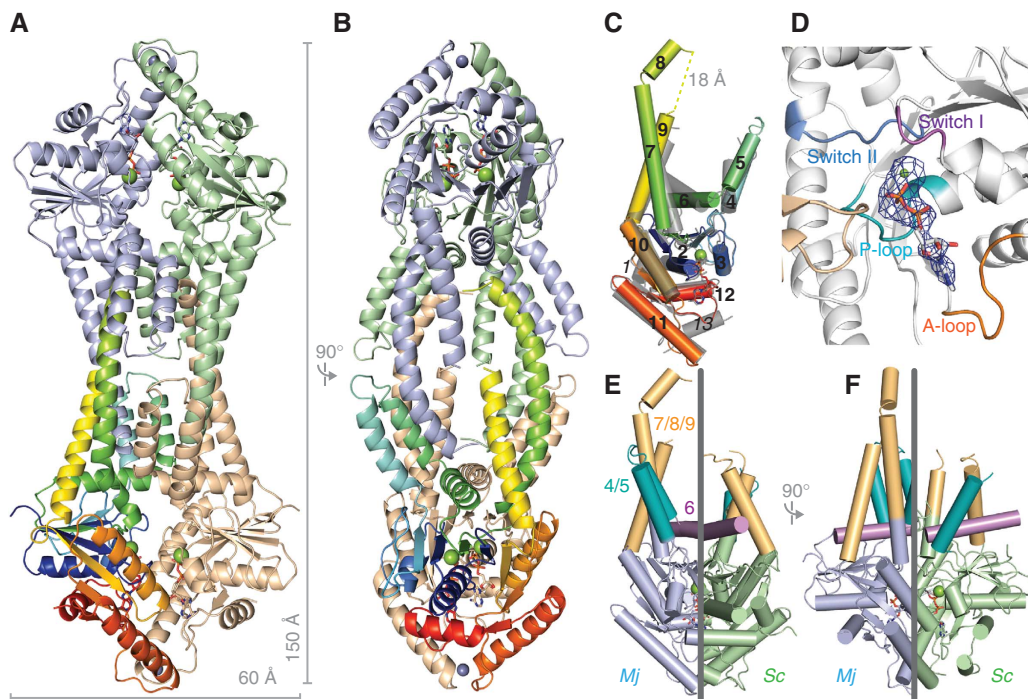 A
B
C
D
8
18 Å
9
7
5
6
4
10
2
3
1
12
11
13
Switch I
Switch II
P-loop
A-loop
90°
150 Å
60 Å
E
F
7/8/9
4/5
6
90°
Mj
Sc
Mj
Sc